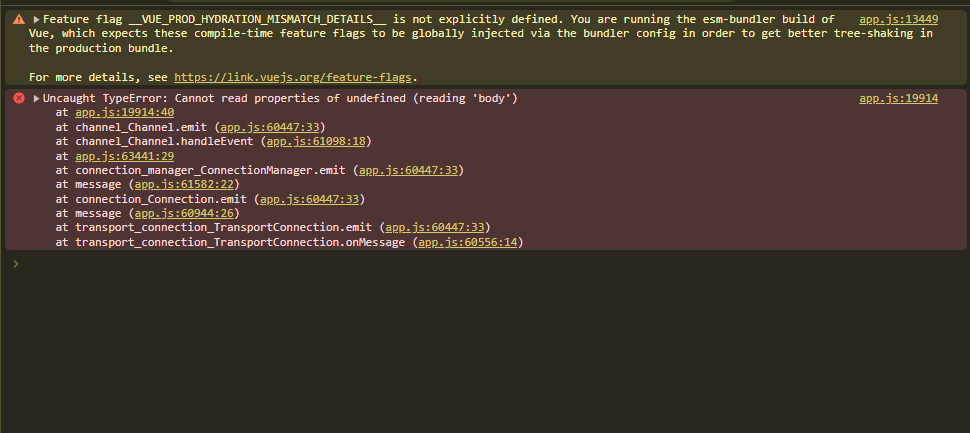 Feature flag __VUE_PROD_HYDRATION_MISMATCH_DETAILS__ is not explicitly defined. You are running the esm-bundler build of app.js:13449
Vue, which expects these compile-time feature flags to be globally injected via the bundler config in order to get better tree-shaking in
the production bundle.
For more details, see https://link.vuejs.org/feature-flags.
Uncaught TypeError: Cannot read properties of undefined (reading 'body') app.js:19914
at app.js:19914:40
at channel_Channel.emit (app.js:60447:33)
at channel_Channel.handleEvent (app.js:61098:18)
at app.js:63441:29
at connection_manager_ConnectionManager.emit (app.js:60447:33)
at message (app.js:61582:22)
at connection_Connection.emit (app.js:60447:33)
at message (app.js:60944:26)
at transport_connection_TransportConnection.emit (app.js:60447:33)
at transport_connection_TransportConnection.onMessage (app.js:60556:14)